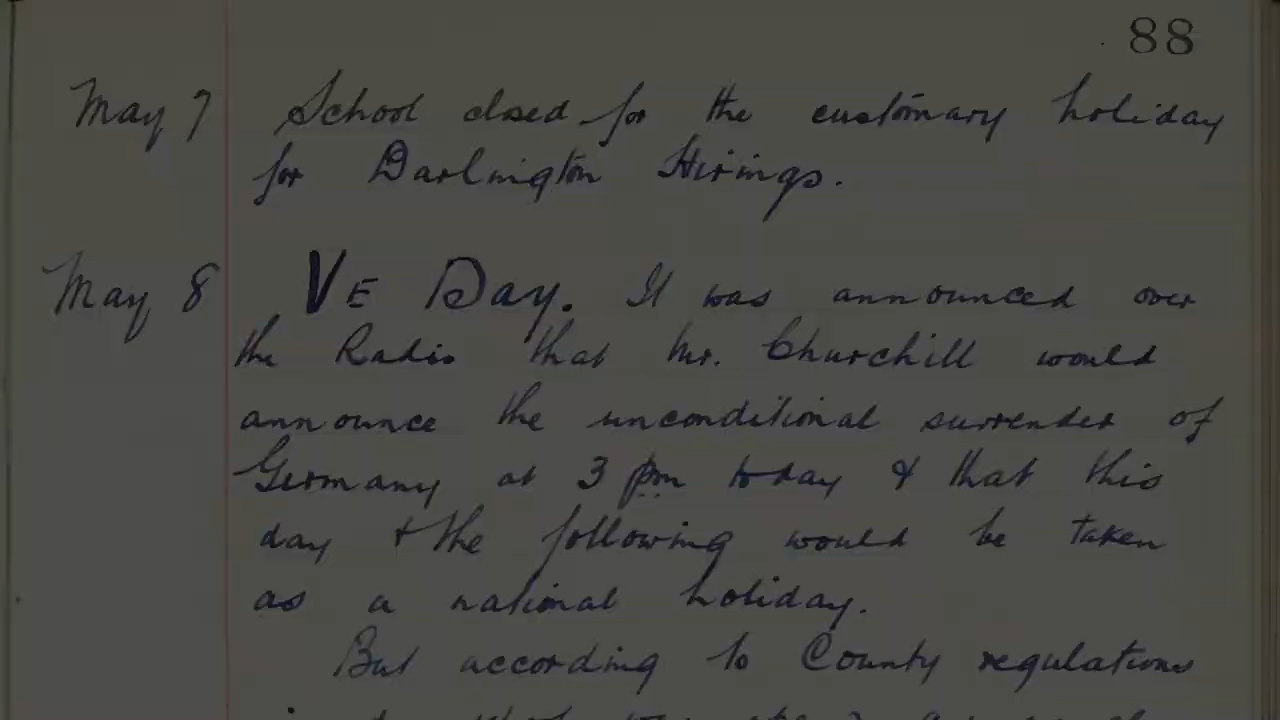 88
May 7 School closed for the customary holiday
for Darlington Hirings.
May 8 VE Day. It was announced over
the Radio that Mr. Churchill would
announce the unconditional surrender of
Germany at 3 pm today & that this
day & the following would be taken
as a national holiday.
But according to County regulations